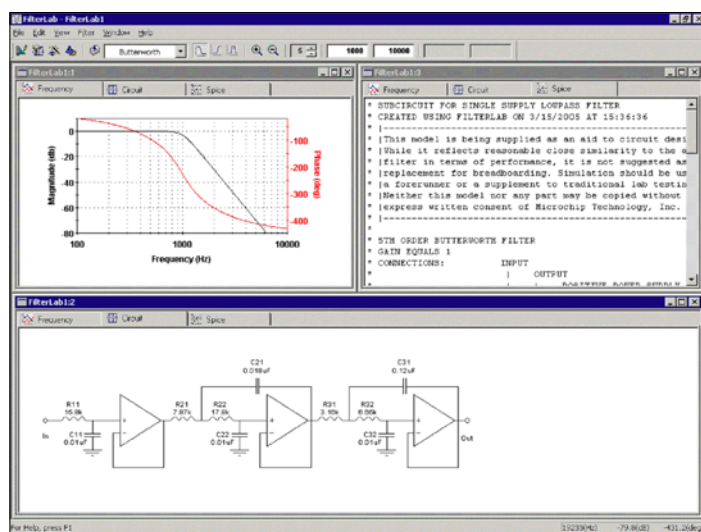 FilterLab - FilterLab1
File Edit View Filter Window Help
Butterworth 5 1000 10000
FilterLab1:1
Frequency Circuit Spice
Magnitude (db)
0
-20
-40
-60
-80
100 1000 10000
Frequency (Hz)
-100
-200
-300
-400
Phase (deg)
FilterLab1:3
Frequency Circuit Spice
* SUBCIRCUIT FOR SINGLE SUPPLY LOWPASS FILTER
* CREATED USING FILTERLAB ON 3/15/2005 AT 15:36:36
* |----------------------------------------
* |This model is being supplied as an aid to circuit desi
* |While it reflects reasonable close similarity to the a
* |filter in terms of performance, it is not suggested as
* |replacement for breadboarding. Simulation should be us
* |a forerunner or a supplement to traditional lab testin
* |Neither this model nor any part may be copied without
* |express written consent of Microchip Technology, Inc.
* |----------------------------------------
*
* 5TH ORDER BUTTERWORTH FILTER
* GAIN EQUALS 1
* CONNECTIONS: INPUT
* | OUTPUT
* | | POSITIVE POWER SUPPLY
FilterLab1:2
Frequency Circuit Spice
C21
0.018uF
C31
0.12uF
R11
R21
7.87k
R22
17.8k
R31
3.16k
R32
In
C11
0.01uF
C22
0.01uF
C32
0.01uF
Out
For Help, press F1
19233(Hz) -79.8(dB) -431.2(deg